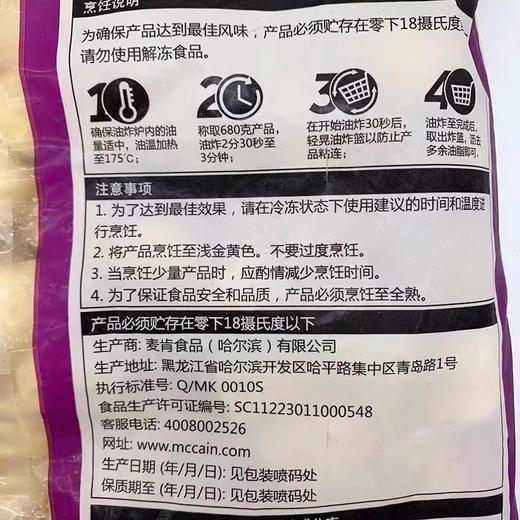 烹饪说明
为确保产品达到最佳风味，产品必须贮存在零下18摄氏度
请勿使用解冻食品。
1 2 3 4
确保油炸炉内的油
量适中，油温加热
至175℃；
称取680克产品，
油炸2分30秒至
3分钟；
在开始油炸30秒后，
轻晃油炸篮以防止产
品粘连；
油炸至完成后，
取出炸篮，沥去
多余油脂即可。
注意事项
1. 为了达到最佳效果，请在冷冻状态下使用建议的时间和温度进
行烹饪。
2. 将产品烹饪至浅金黄色。不要过度烹饪。
3. 当烹饪少量产品时，应酌情减少烹饪时间。
4. 为了保证食品安全和品质，产品必须烹饪至全熟。
产品必须贮存在零下18摄氏度以下
生产商: 麦肯食品（哈尔滨）有限公司
生产地址: 黑龙江省哈尔滨开发区哈平路集中区青岛路1号
执行标准号: Q/MK 0010S
食品生产许可证编号: SC11223011000548
客服电话: 4008002526
网址: www.mccain.com
生产日期 (年/月/日): 见包装喷码处
保质期至 (年/月/日): 见包装喷码处